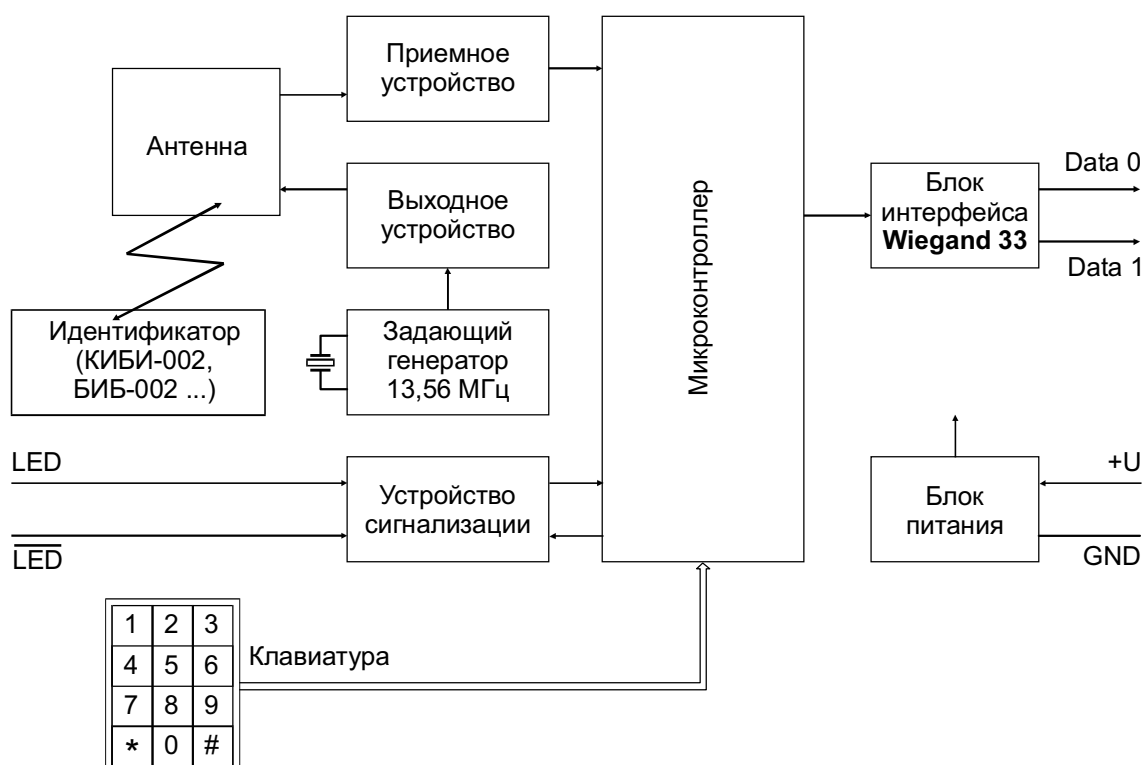 Приемное
устройство
Антенна
Выходное
устройство
Идентификатор
(КИБИ-002,
БИБ-002 ...)
Задающий
генератор
13,56 МГц
Микроконтроллер
Блок
интерфейса
Wiegand 33
Data 0
Data 1
LED
LED
Устройство
сигнализации
Блок
питания
+U
GND
Клавиатура
1 2 3
4 5 6
7 8 9
* 0 #